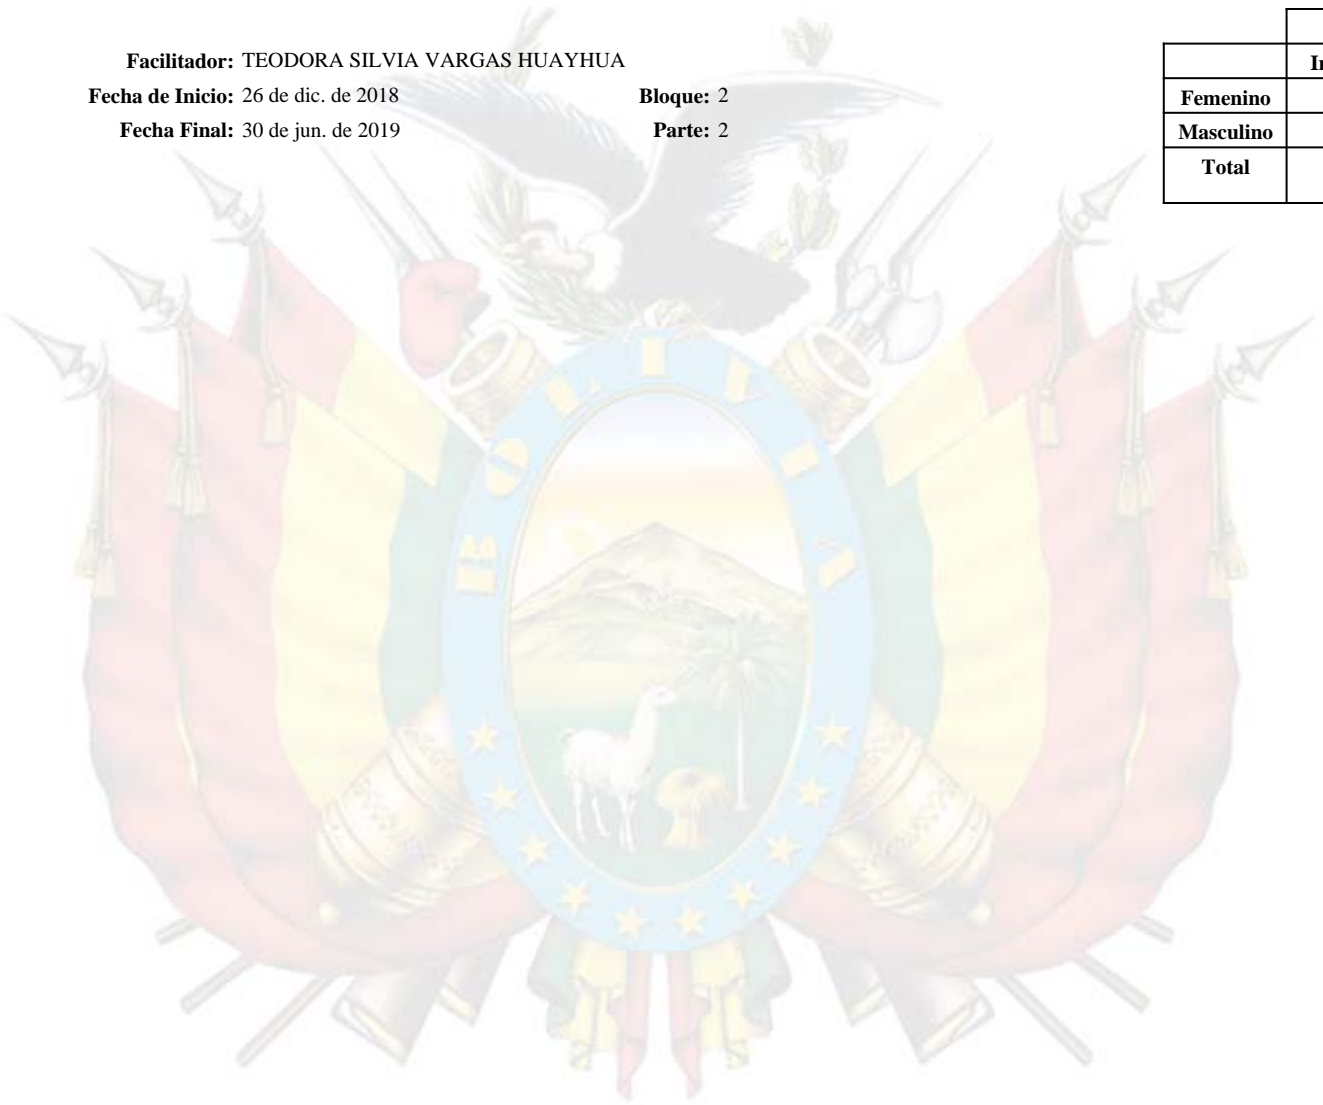 Facilitador: TEODORA SILVIA VARGAS HUAYHUA
Fecha de Inicio: 26 de dic. de 2018 Bloque: 2
Fecha Final: 30 de jun. de 2019 Parte: 2
Femenino
Masculino
Total
BOLIVIA